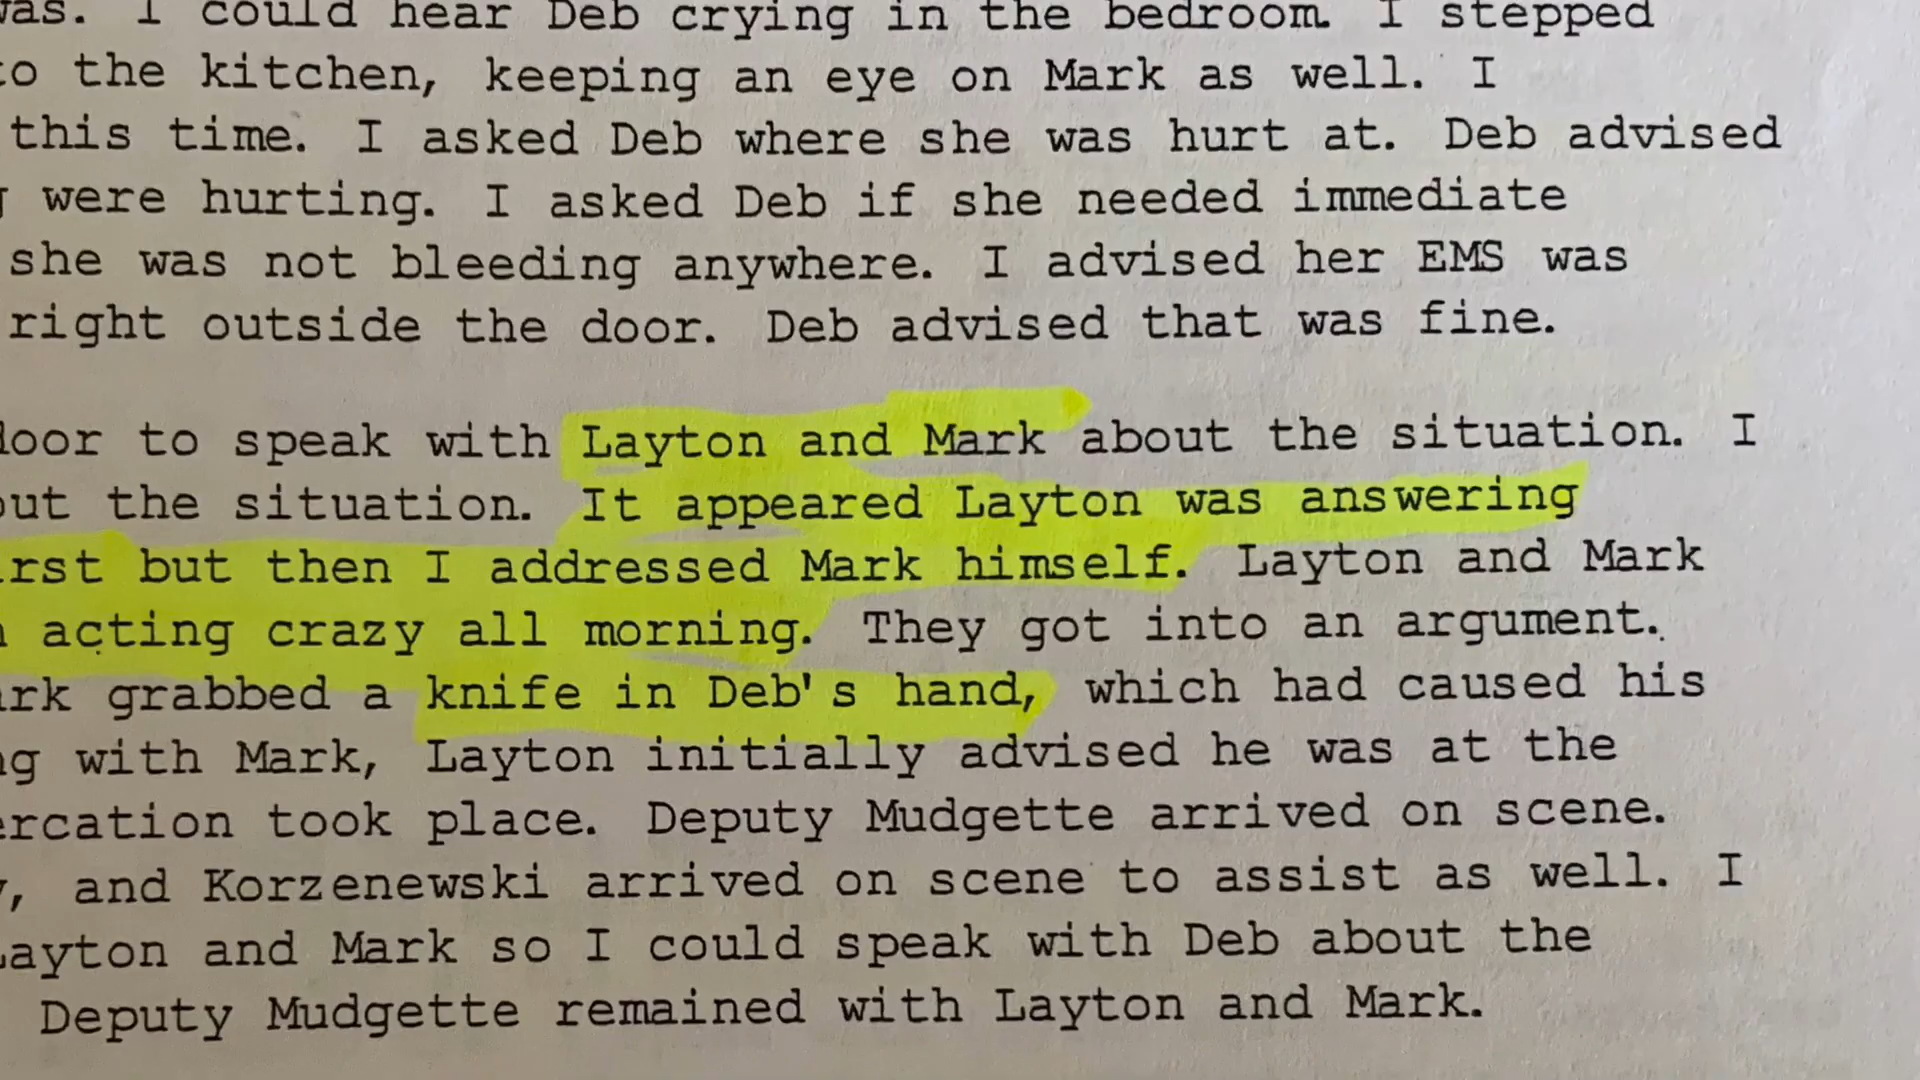 was. I could hear Deb crying in the bedroom. I stepped
to the kitchen, keeping an eye on Mark as well. I
this time. I asked Deb where she was hurt at. Deb advised
were hurting. I asked Deb if she needed immediate
she was not bleeding anywhere. I advised her EMS was
right outside the door. Deb advised that was fine.
door to speak with Layton and Mark about the situation. I
out the situation. It appeared Layton was answering
rst but then I addressed Mark himself. Layton and Mark
acting crazy all morning. They got into an argument.
ark grabbed a knife in Deb's hand, which had caused his
ng with Mark, Layton initially advised he was at the
ercation took place. Deputy Mudgette arrived on scene.
, and Korzenewski arrived on scene to assist as well. I
Layton and Mark so I could speak with Deb about the
Deputy Mudgette remained with Layton and Mark.